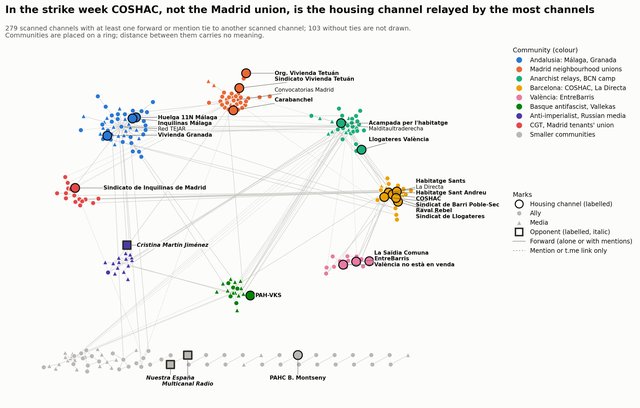 In the strike week COSHAC, not the Madrid union, is the housing channel relayed by the most channels
279 scanned channels with at least one forward or mention tie to another scanned channel; 103 without ties are not drawn.
Communities are placed on a ring; distance between them carries no meaning.
Community (colour)
Andalusia: Málaga, Granada
Madrid neighbourhood unions
Anarchist relays, BCN camp
Barcelona: COSHAC, La Directa
València: EntreBarris
Basque antifascist, Vallekas
Anti-imperialist, Russian media
CGT, Madrid tenants' union
Smaller communities
Org. Vivienda Tetuán
Sindicato Vivienda Tetuán
Convocatorias Madrid
Carabanchel
Huelga 11N Málaga
Inquilinas Málaga
Red TEJAR
Vivienda Granada
Acampada per l'habitatge
Malditaultraderecha
Llogateres València
Sindicato de Inquilinas de Madrid
Habitatge Sants
La Directa
Habitatge Sant Andreu
COSHAC
Sindicat de Barri Poble-Sec
Raval Rebel
Sindicat de Llogateres
Marks
Housing channel (labelled)
Ally
Media
Opponent (labelled, italic)
Forward (alone or with mentions)
Mention or t.me link only
Cristina Martín Jiménez
La Saïdia Comuna
EntreBarris
València no está en venda
PAH-VKS
Nuestra España
Multicanal Radio
PAHC B. Montseny